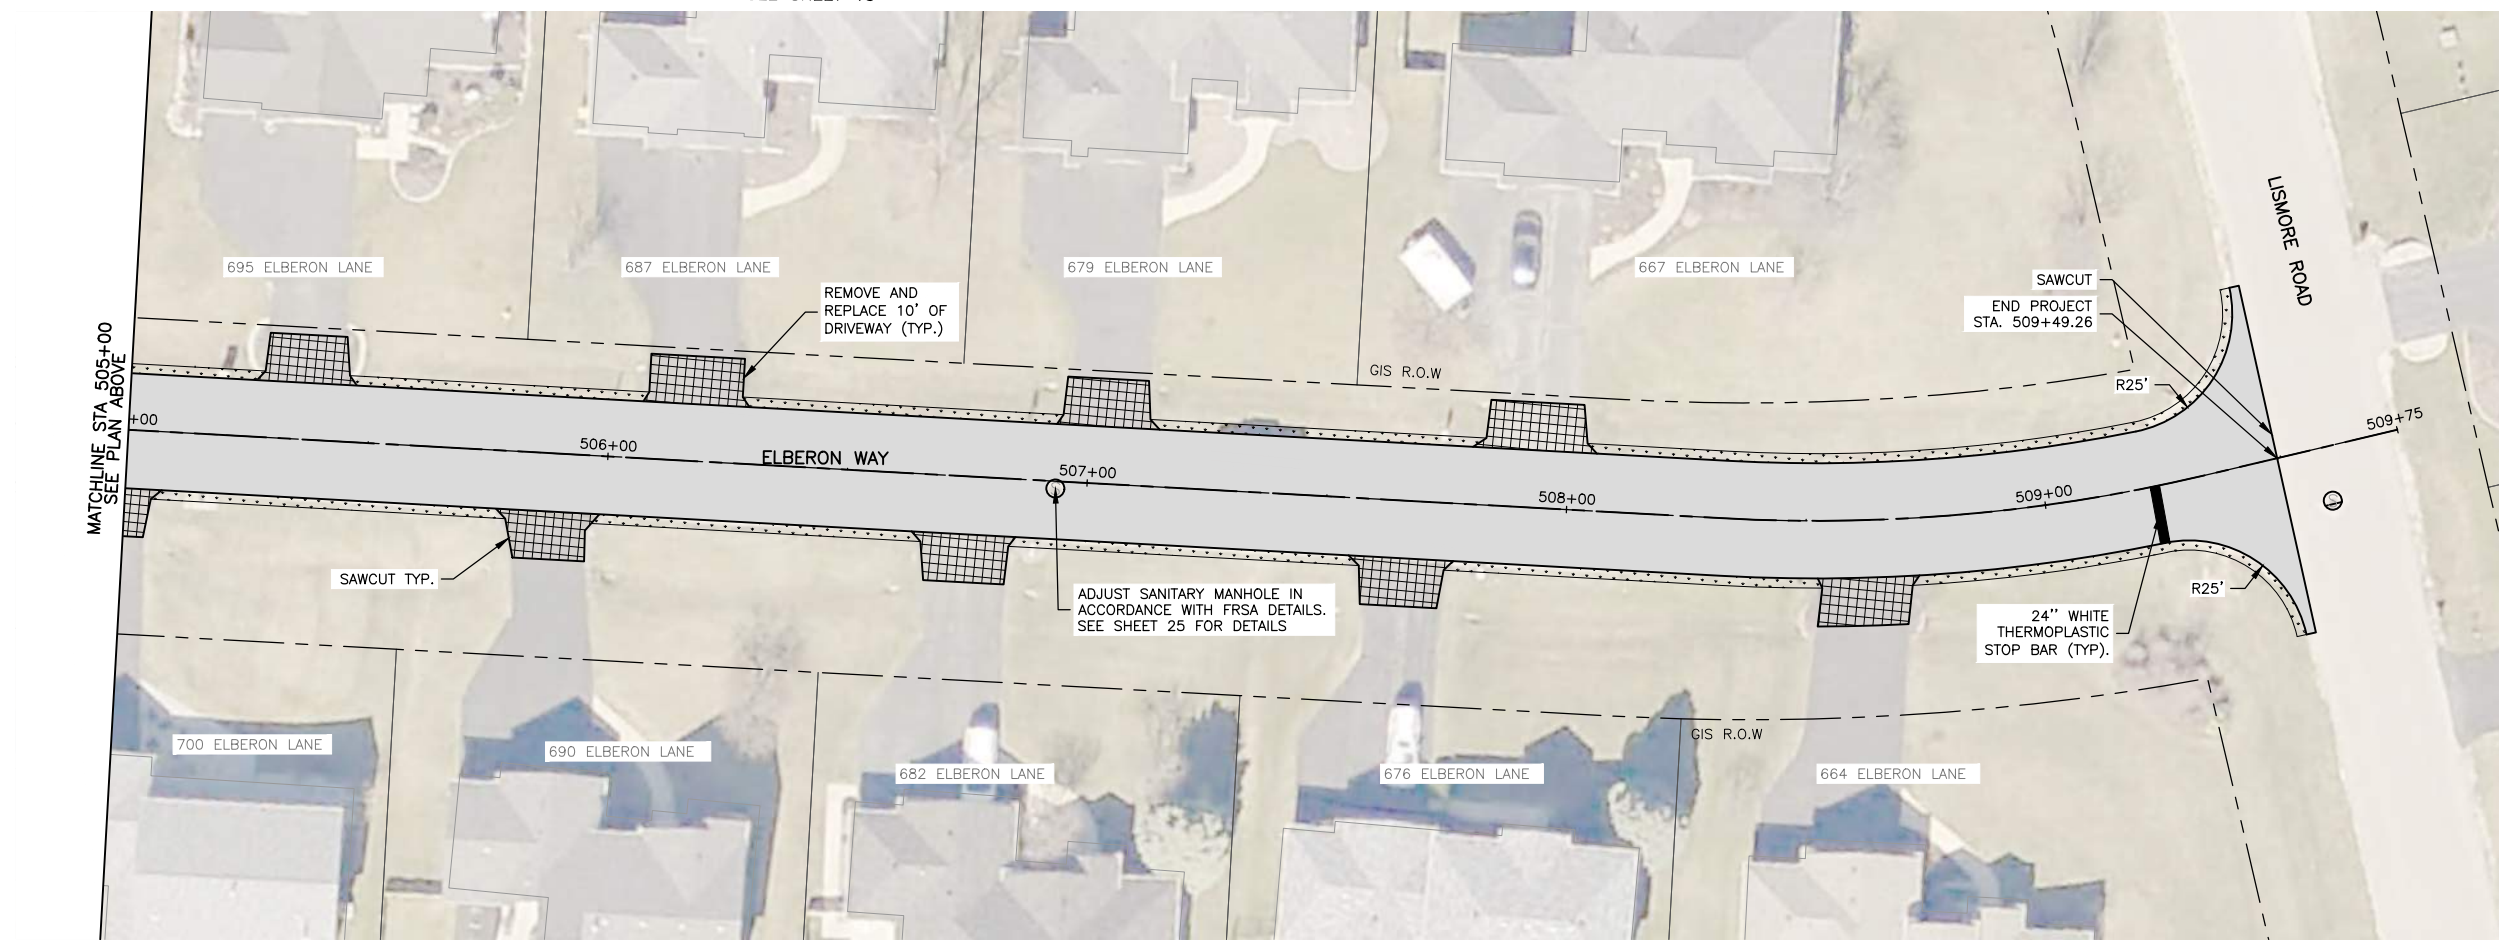 695 ELBERON LANE
687 ELBERON LANE
679 ELBERON LANE
667 ELBERON LANE
LISMORE ROAD
REMOVE AND
REPLACE 10' OF
DRIVEWAY (TYP.)
SAWCUT
END PROJECT
STA. 509+49.26
MATCHLINE STA 505+00
SEE PLAN ABOVE
GIS R.O.W
R25'
+00
506+00
ELBERON WAY
507+00
508+00
509+00
509+75
SAWCUT TYP.
ADJUST SANITARY MANHOLE IN
ACCORDANCE WITH FRSA DETAILS.
SEE SHEET 25 FOR DETAILS
R25'
24'' WHITE
THERMOPLASTIC
STOP BAR (TYP).
GIS R.O.W
700 ELBERON LANE
690 ELBERON LANE
682 ELBERON LANE
676 ELBERON LANE
664 ELBERON LANE